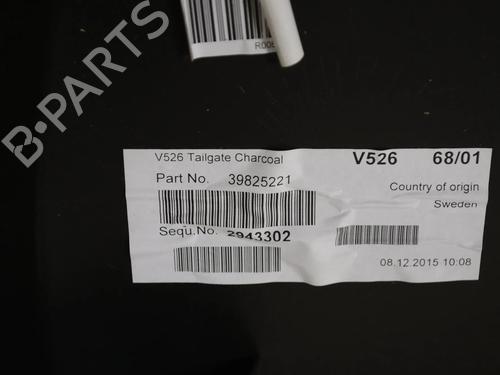 R006
B-PARTS
V526 Tailgate Charcoal V526 68/01
Part No. 39825221
Country of origin
Sweden
Sequ.No. 2943302
08.12.2015 10:08